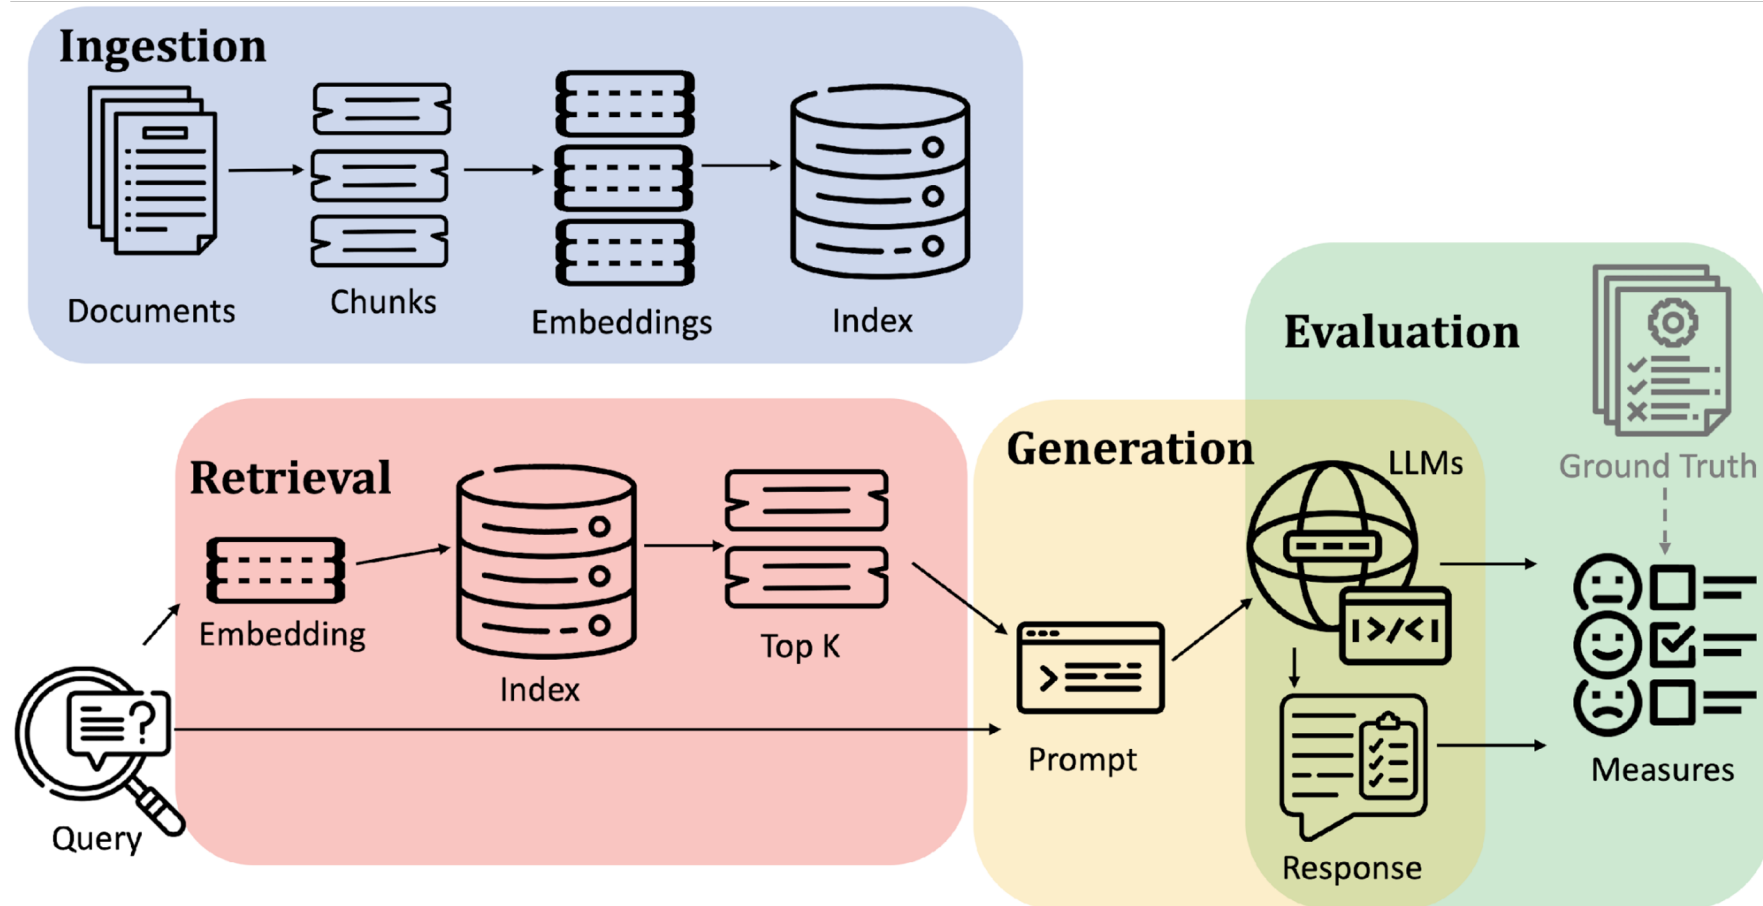 Ingestion
Documents
Chunks
Embeddings
Index
Evaluation
Ground Truth
Retrieval
Embedding
Index
Top K
Generation
LLMs
|>/<|
Prompt
Query
?
Response
Measures